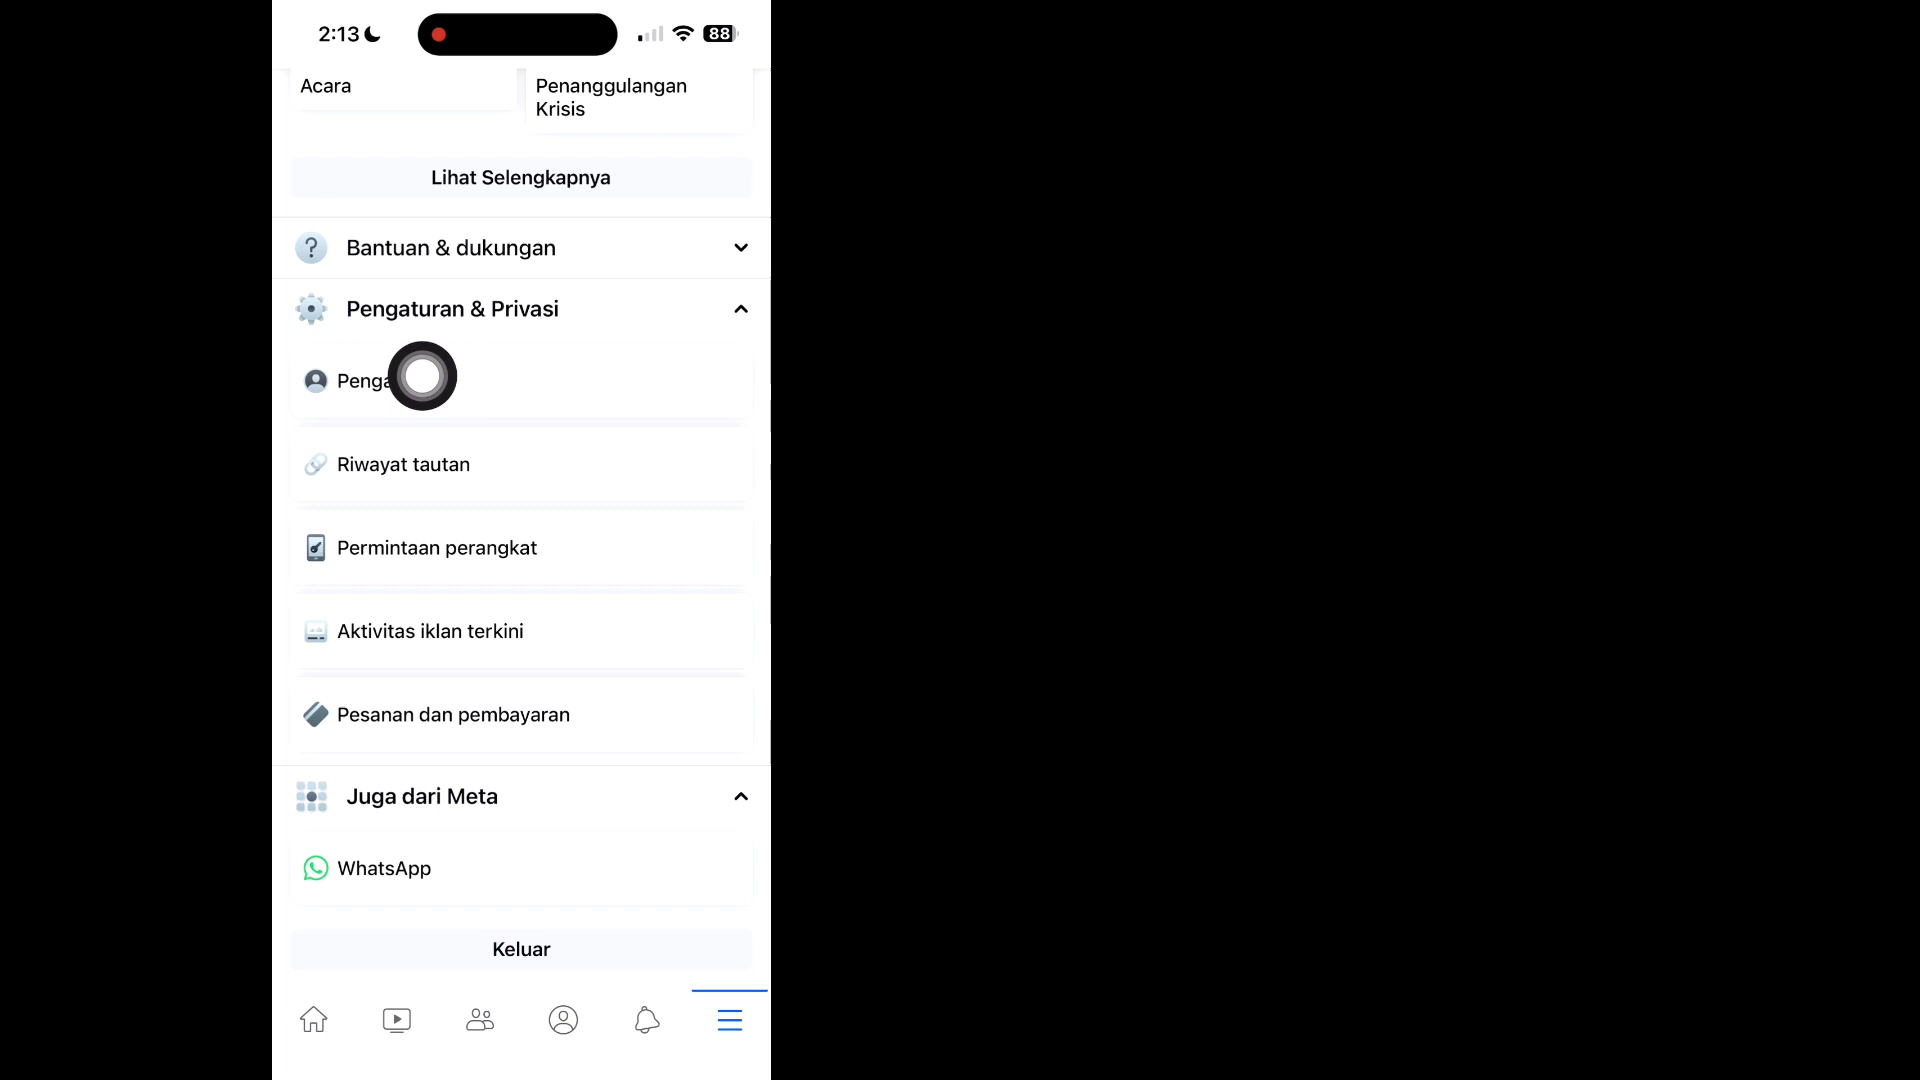 2:13
88
Acara
Penanggulangan
Krisis
Lihat Selengkapnya
Bantuan & dukungan
Pengaturan & Privasi
Riwayat tautan
Permintaan perangkat
Aktivitas iklan terkini
Pesanan dan pembayaran
Juga dari Meta
WhatsApp
Keluar